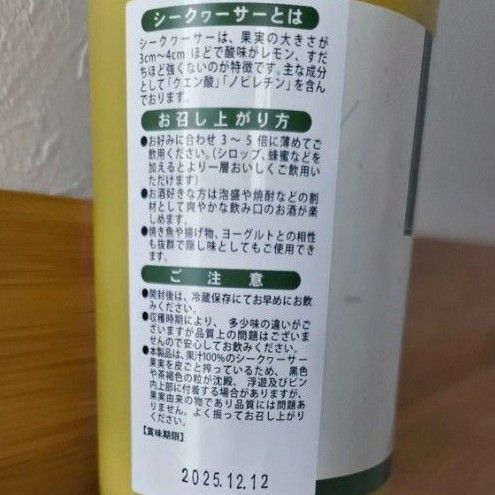 シークヮーサーとは
シークヮーサーは、果実の大きさが
3cm〜4cm ほどで酸味がレモン、すだ
ちほど強くないのが特徴です。主な成分
として「クエン酸」「ノビレチン」を含ん
でおります。
お召し上がり方
●お好みに合わせ 3 〜 5 倍に薄めてご
飲用ください。(シロップ、蜂蜜などを
加えるとより一層おいしくご飲用い
ただけます)
●お酒好きな方は泡盛や焼酎などの割
材として爽やかな飲み口のお酒が楽
しめます。
●焼き魚や揚げ物、ヨーグルトとの相性
も抜群で隠し味としてもご使用でき
ます。
ご注意
●開封後は、冷蔵保存にてお早めにお飲
みください。
●収穫時期により、多少味の違いがご
ざいますが品質上の問題はございま
せんので安心してお飲みください。
●本製品は、果汁100%のシークヮーサー
果実を皮ごと搾っているため、黒色
や茶褐色の粒が沈殿、浮遊及びビン
内上部に付着する場合がありますが、
果実由来の物であり品質には問題あ
りません。よく振ってお召し上がり
ください。
【賞味期限】
2025.12.12